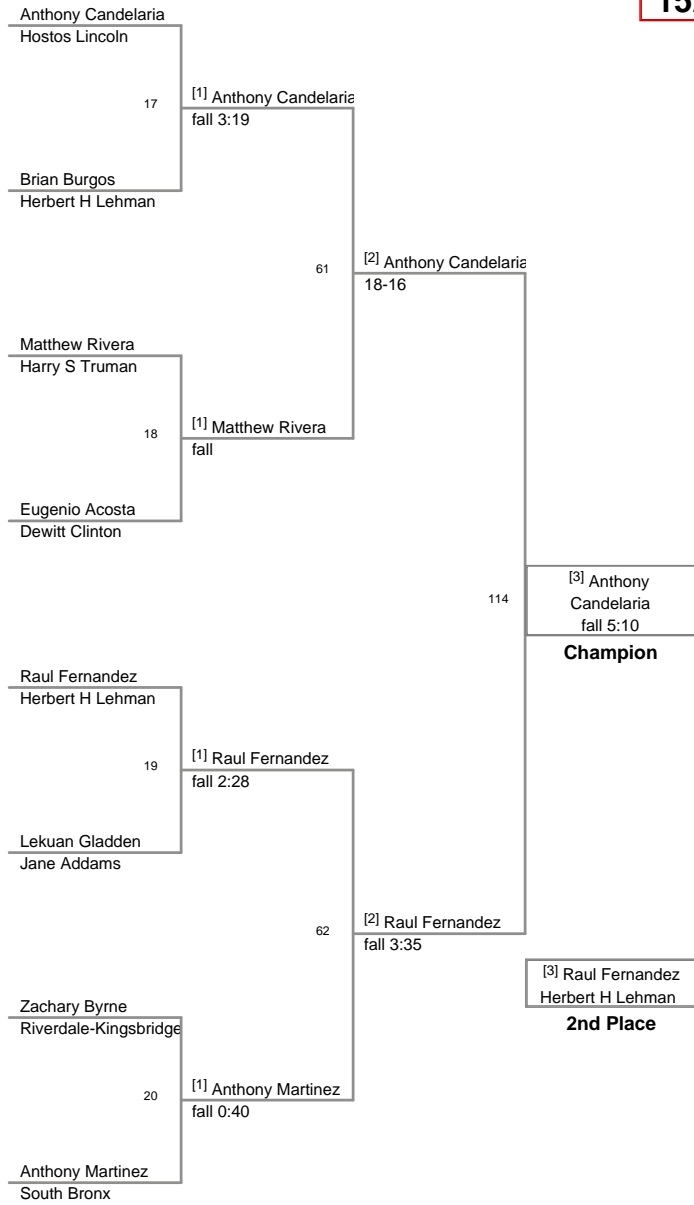 Anthony Candelaria
Hostos Lincoln
17
[1] Anthony Candelaria
fall 3:19
Brian Burgos
Herbert H Lehman
61
[2] Anthony Candelaria
18-16
Matthew Rivera
Harry S Truman
18
[1] Matthew Rivera
fall
Eugenio Acosta
Dewitt Clinton
114
[3] Anthony
Candelaria
fall 5:10
Champion
Raul Fernandez
Herbert H Lehman
19
[1] Raul Fernandez
fall 2:28
Lekuan Gladden
Jane Addams
62
[2] Raul Fernandez
fall 3:35
[3] Raul Fernandez
Herbert H Lehman
2nd Place
Zachary Byrne
Riverdale-Kingsbridge
20
[1] Anthony Martinez
fall 0:40
Anthony Martinez
South Bronx